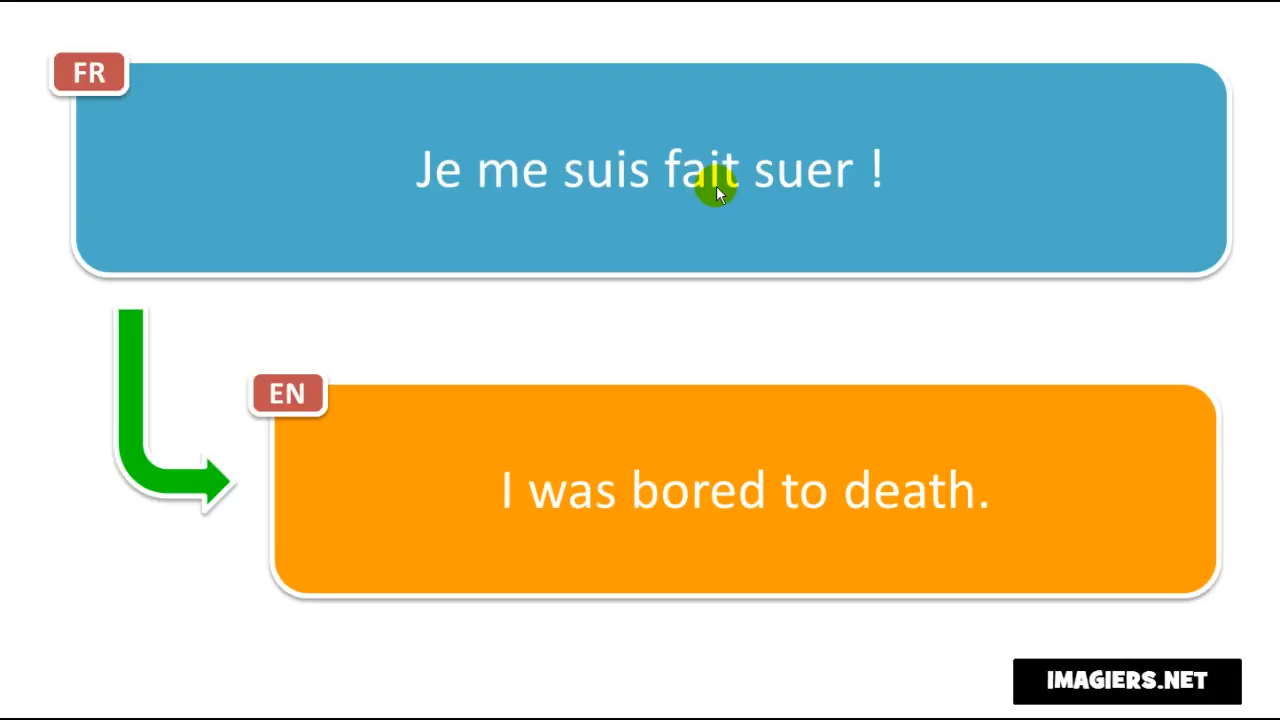 FR
Je me suis fait suer !
EN
I was bored to death.
IMAGIERS.NET